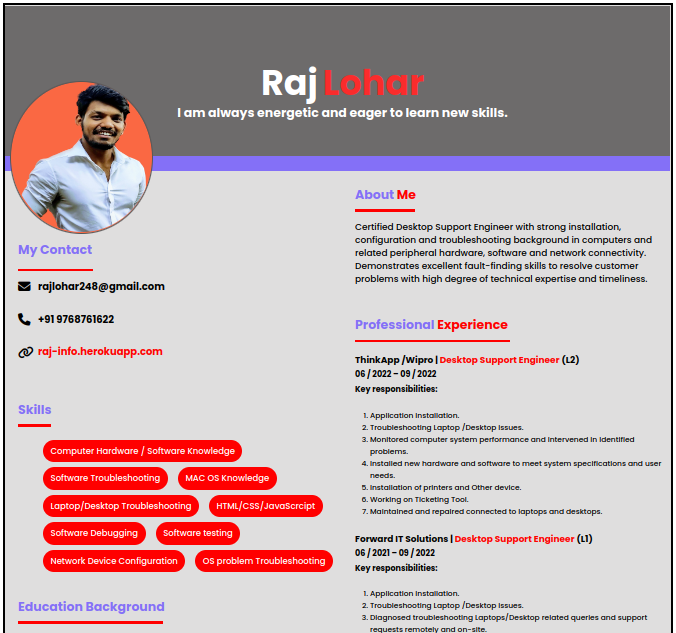 Raj Lohar
I am always energetic and eager to learn new skills.
My Contact
rajlohar248@gmail.com
+91 9768761622
raj-info.herokuapp.com
Skills
Computer Hardware / Software Knowledge
Software Troubleshooting
MAC OS Knowledge
Laptop/Desktop Troubleshooting
HTML/CSS/JavaScrcipt
Software Debugging
Software testing
Network Device Configuration
OS problem Troubleshooting
Education Background
About Me
Certified Desktop Support Engineer with strong installation,
configuration and troubleshooting background in computers and
related peripheral hardware, software and network connectivity.
Demonstrates excellent fault-finding skills to resolve customer
problems with high degree of technical expertise and timeliness.
Professional Experience
ThinkApp /Wipro | Desktop Support Engineer (L2)
06 / 2022 – 09 / 2022
Key responsibilities:
1. Application Installation.
2. Troubleshooting Laptop /Desktop Issues.
3. Monitored computer system performance and intervened in identified
problems.
4. Installed new hardware and software to meet system specifications and user
needs.
5. Installation of printers and Other device.
6. Working on Ticketing Tool.
7. Maintained and repaired connected to laptops and desktops.
Forward IT Solutions | Desktop Support Engineer (L1)
06 / 2021 – 09 / 2022
Key responsibilities:
1. Application Installation.
2. Troubleshooting Laptop /Desktop Issues.
3. Diagnosed troubleshooting Laptops/Desktop related queries and support
requests remotely and on-site.